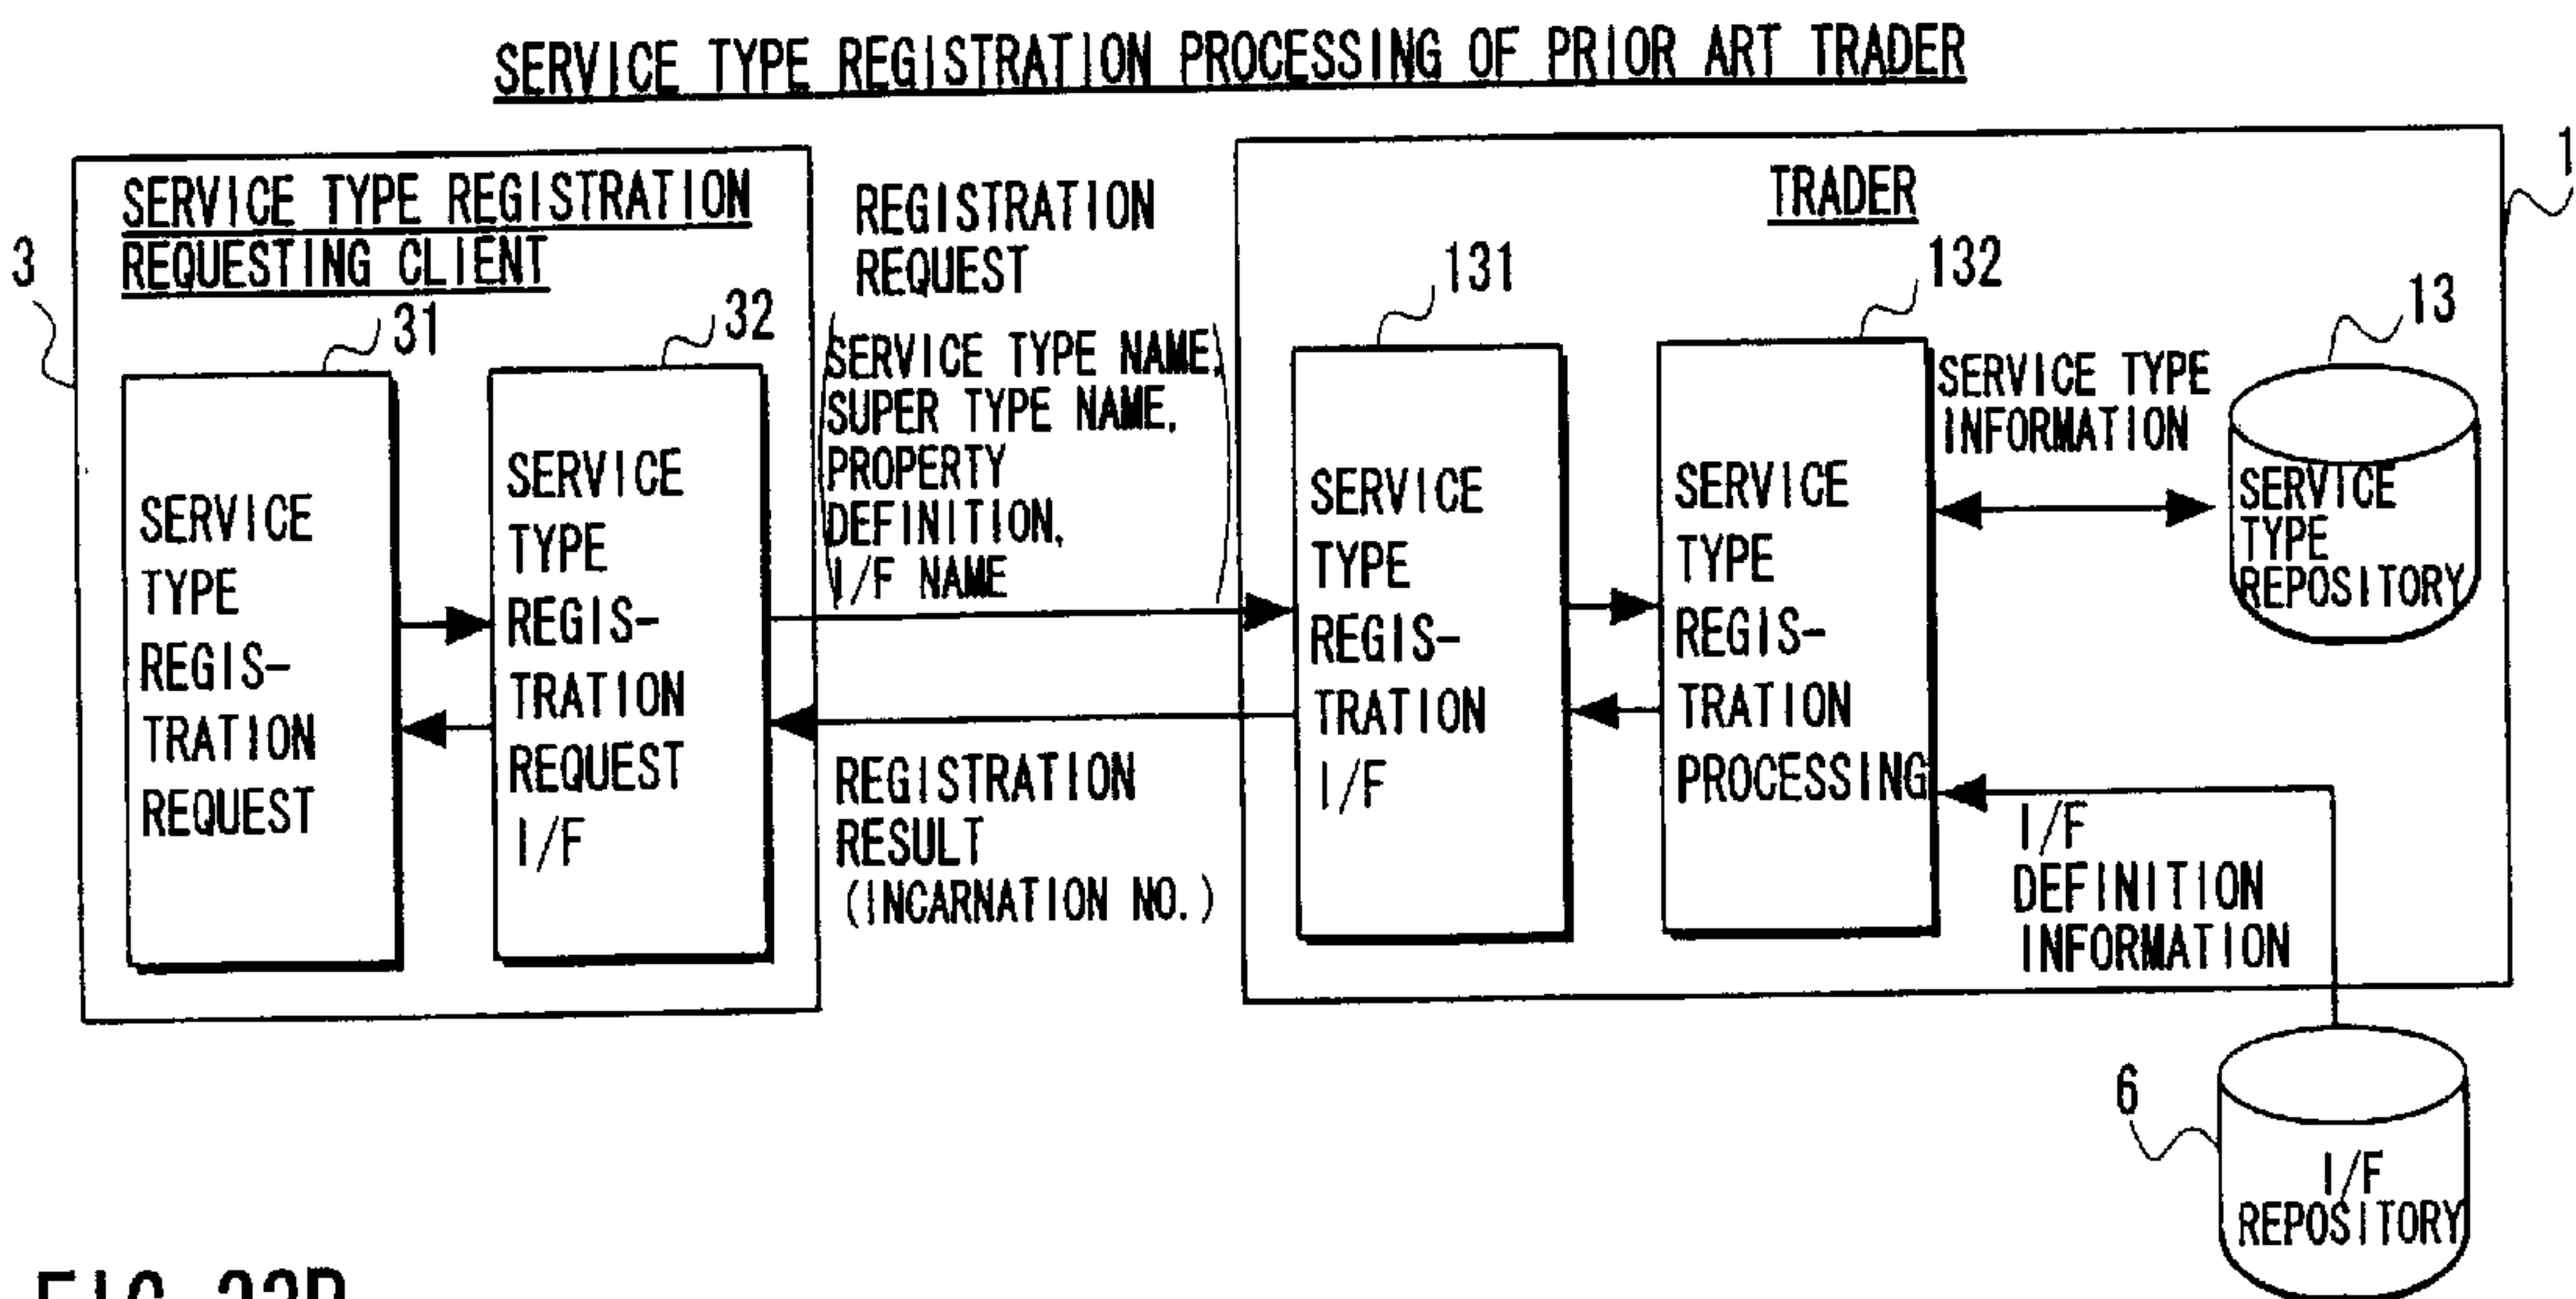 SERVICE TYPE REGISTRATION PROCESSING OF PRIOR ART TRADER
3
SERVICE TYPE REGISTRATION
REQUESTING CLIENT
31
32
SERVICE
TYPE
REGIS-
TRATION
REQUEST
SERVICE
TYPE
REGIS-
TRATION
REQUEST
I/F
REGISTRATION
REQUEST
(SERVICE TYPE NAME,
SUPER TYPE NAME,
PROPERTY
DEFINITION,
I/F NAME)
REGISTRATION
RESULT
(INCARNATION NO.)
1
TRADER
131
132
13
SERVICE
TYPE
REGIS-
TRATION
I/F
SERVICE
TYPE
REGIS-
TRATION
PROCESSING
SERVICE TYPE
INFORMATION
SERVICE
TYPE
REPOSITORY
I/F
DEFINITION
INFORMATION
6
I/F
REPOSITORY